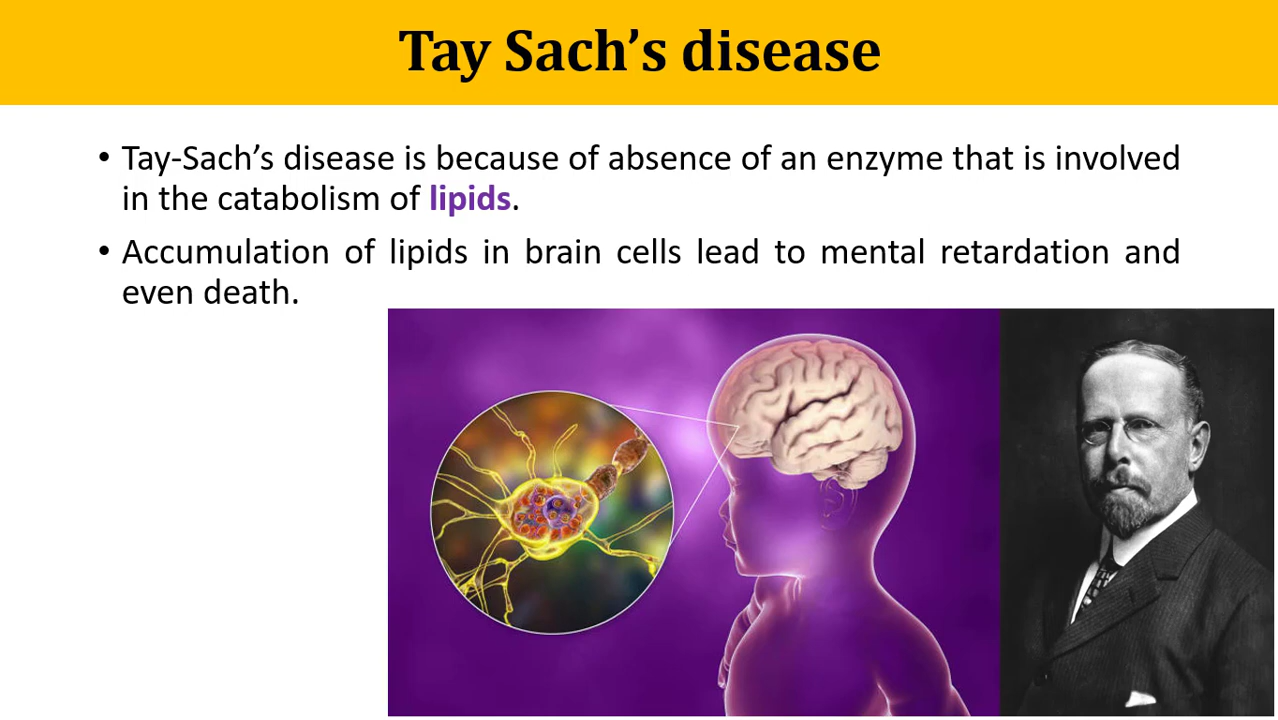 Tay Sach’s disease
• Tay-Sach’s disease is because of absence of an enzyme that is involved
in the catabolism of lipids.
• Accumulation of lipids in brain cells lead to mental retardation and
even death.